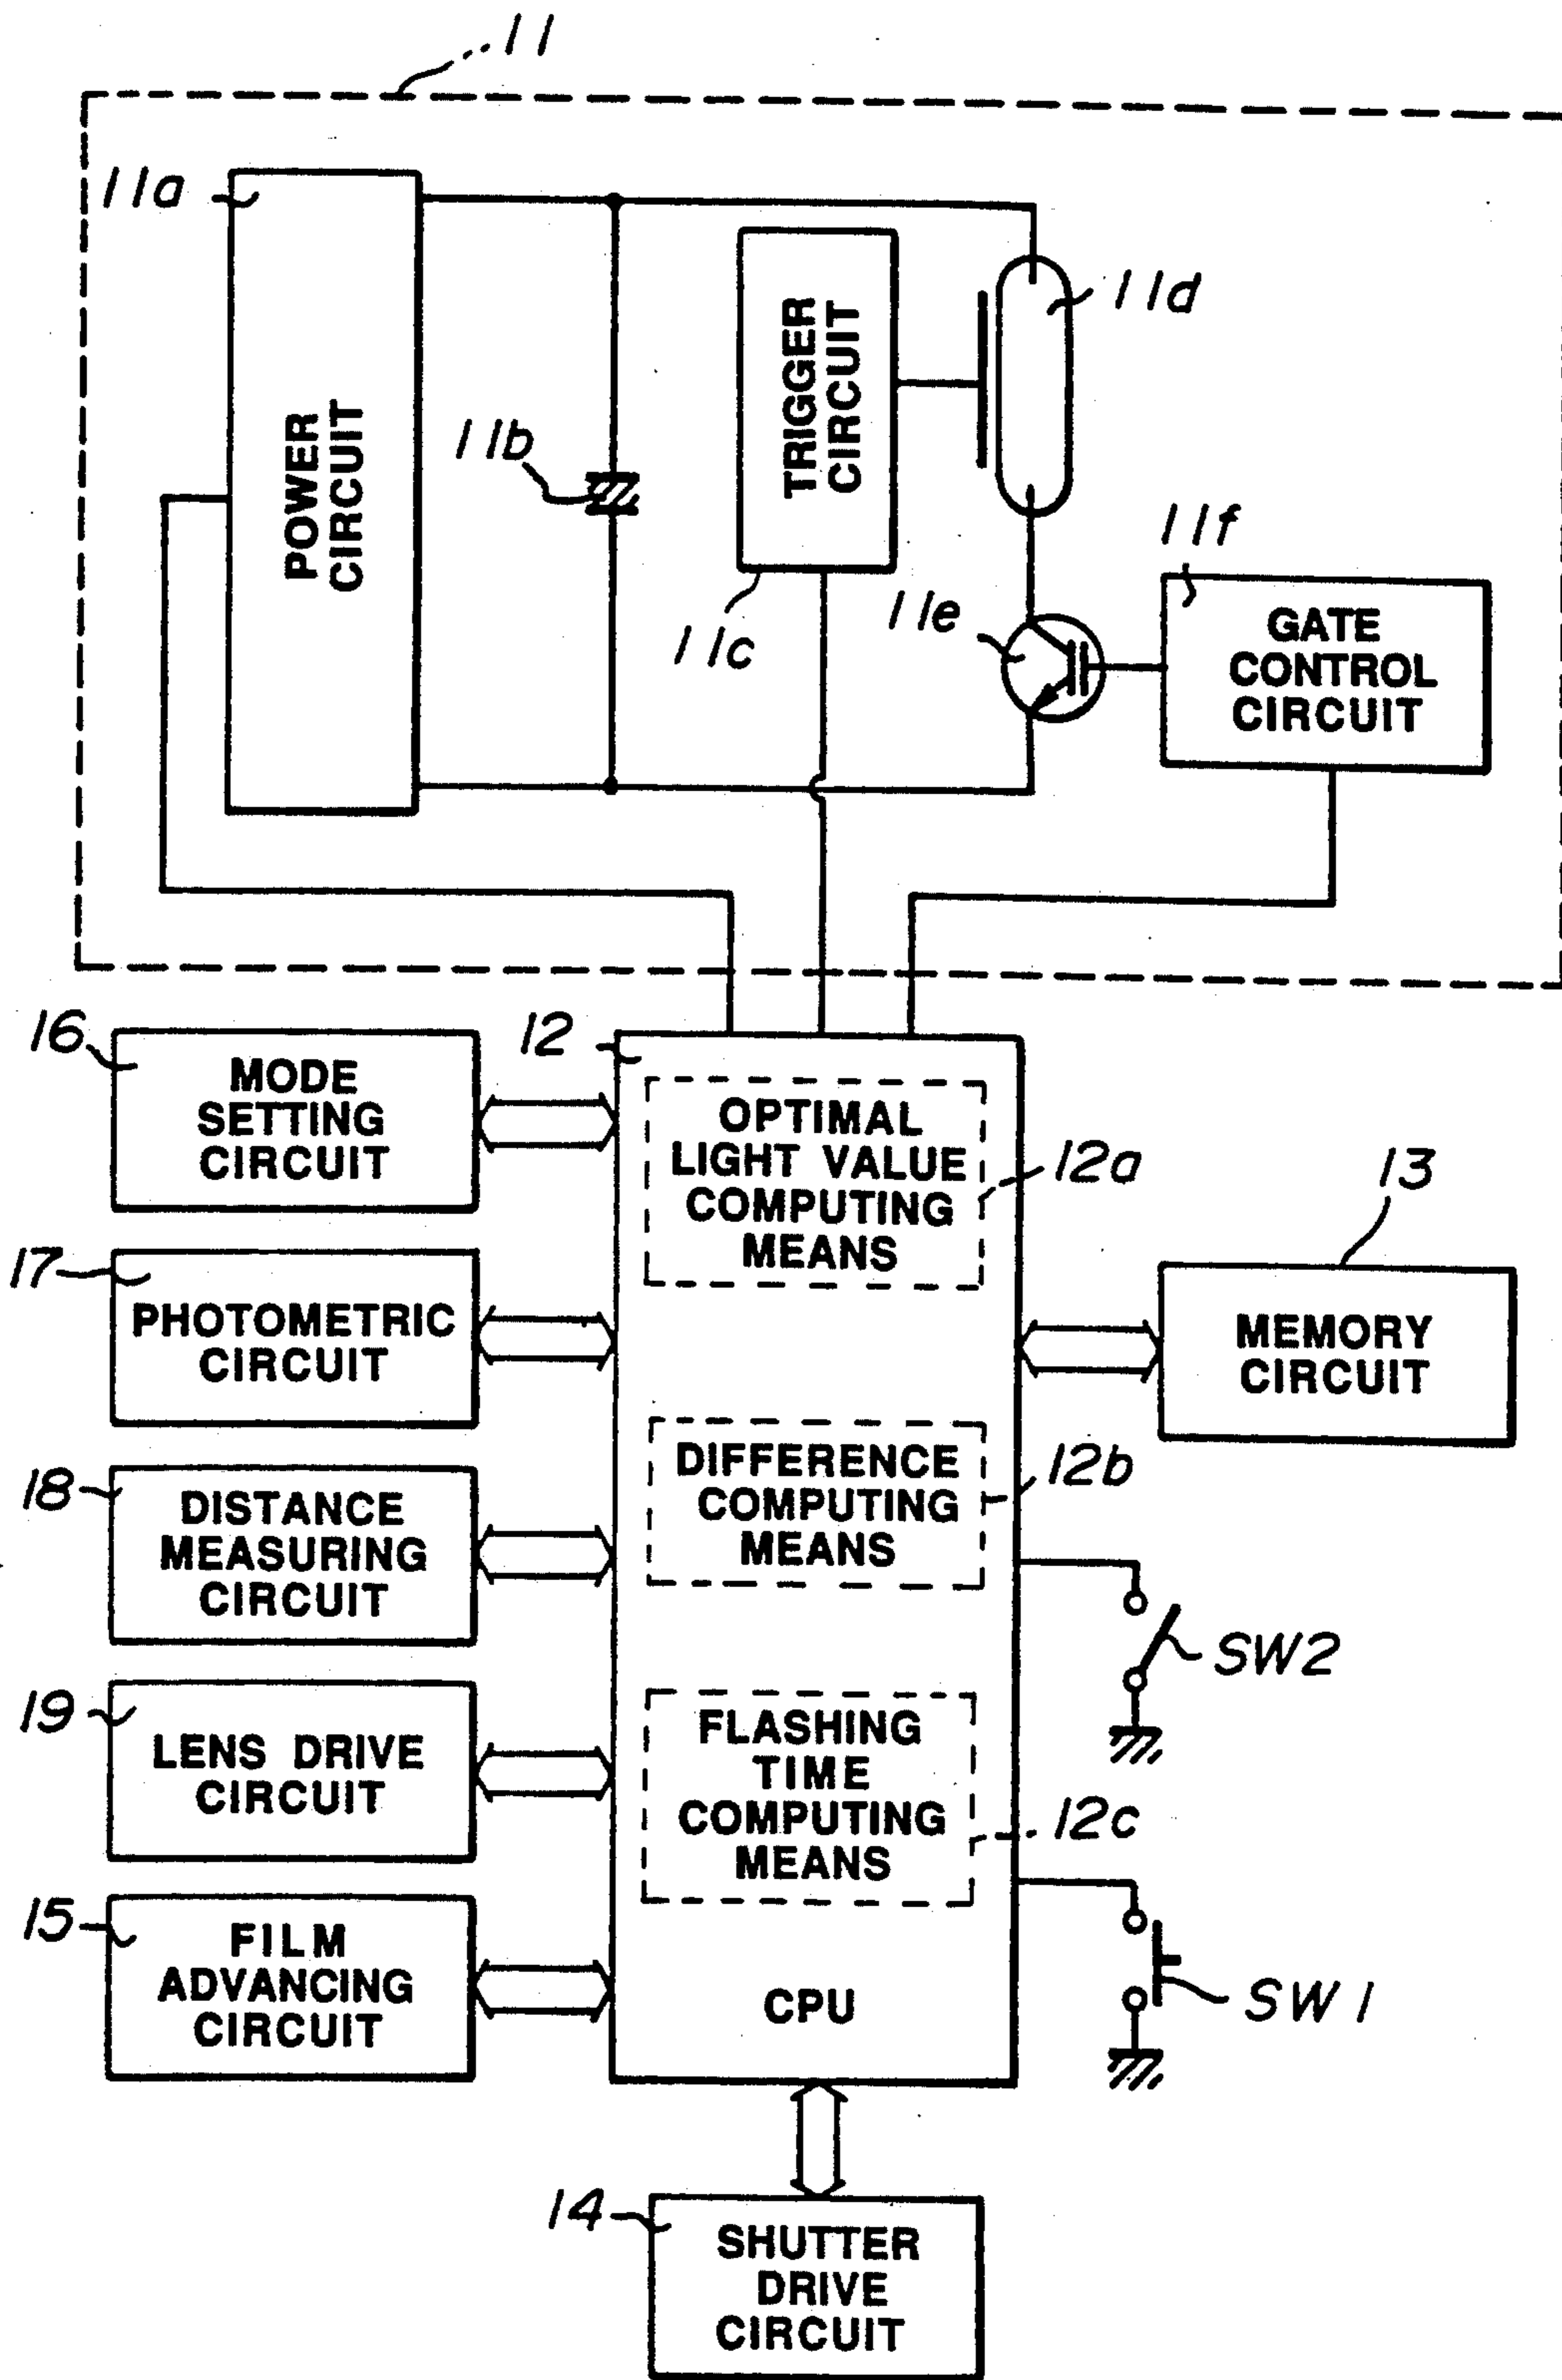 11
11a
POWER
CIRCUIT
11b
TRIGGER
CIRCUIT
11c
11d
11e
11f
GATE
CONTROL
CIRCUIT
16
MODE
SETTING
CIRCUIT
17
PHOTOMETRIC
CIRCUIT
18
DISTANCE
MEASURING
CIRCUIT
19
LENS DRIVE
CIRCUIT
15
FILM
ADVANCING
CIRCUIT
12
OPTIMAL
LIGHT VALUE
COMPUTING
MEANS
12a
DIFFERENCE
COMPUTING
MEANS
12b
FLASHING
TIME
COMPUTING
MEANS
12c
CPU
13
MEMORY
CIRCUIT
SW2
SW1
14
SHUTTER
DRIVE
CIRCUIT